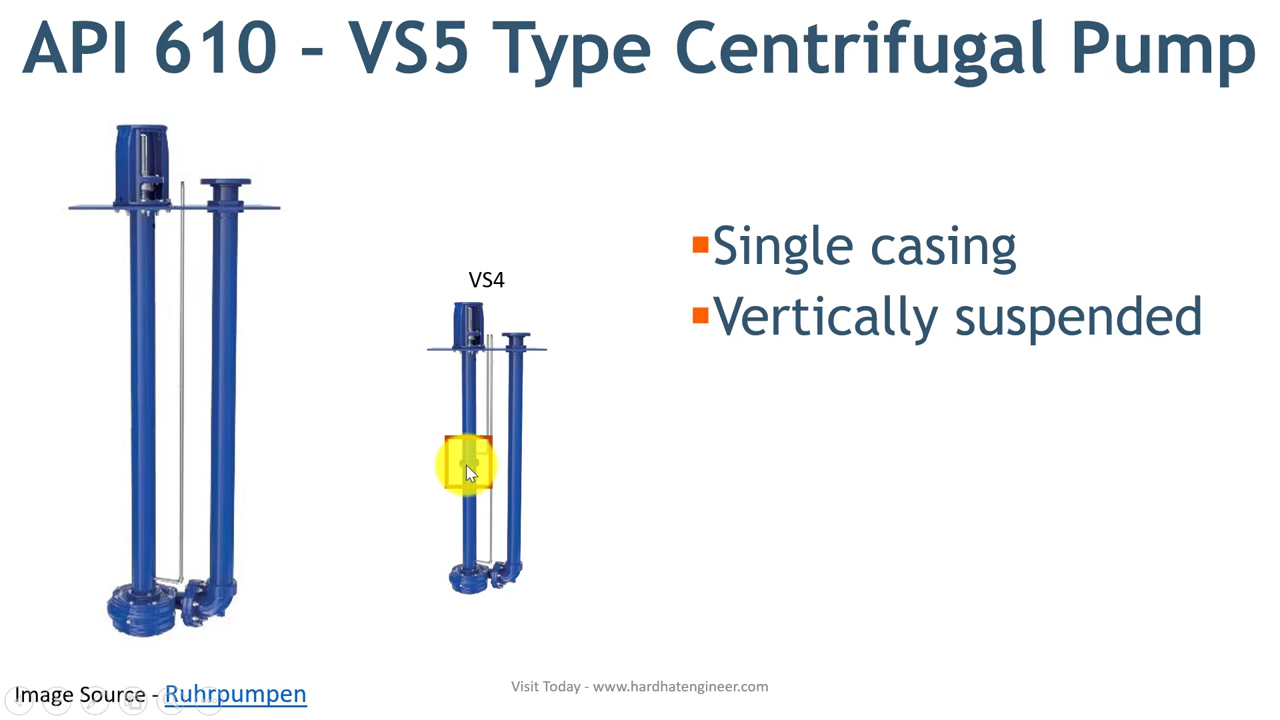 API 610 – VS5 Type Centrifugal Pump
VS4
▪Single casing
▪Vertically suspended
Image Source - Ruhrpumpen
Visit Today - www.hardhatengineer.com